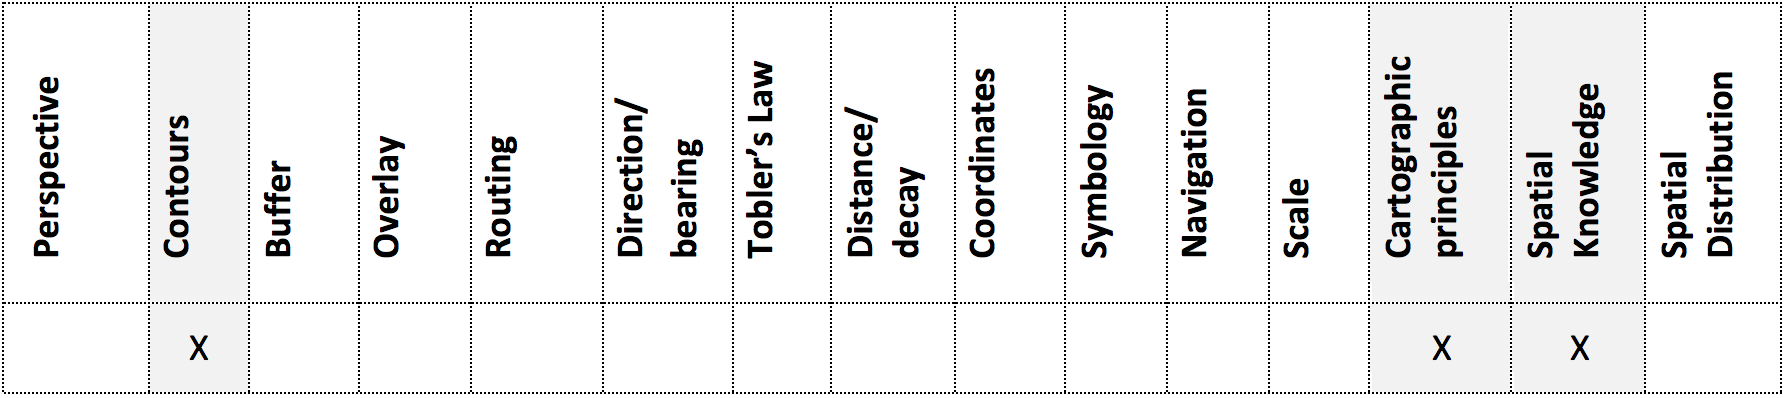 Perspective
Contours
Buffer
Overlay
Routing
Direction/
bearing
Tobler’s Law
Distance/
decay
Coordinates
Symbology
Navigation
Scale
Cartographic
principles
Spatial
Knowledge
Spatial
Distribution
X
X
X